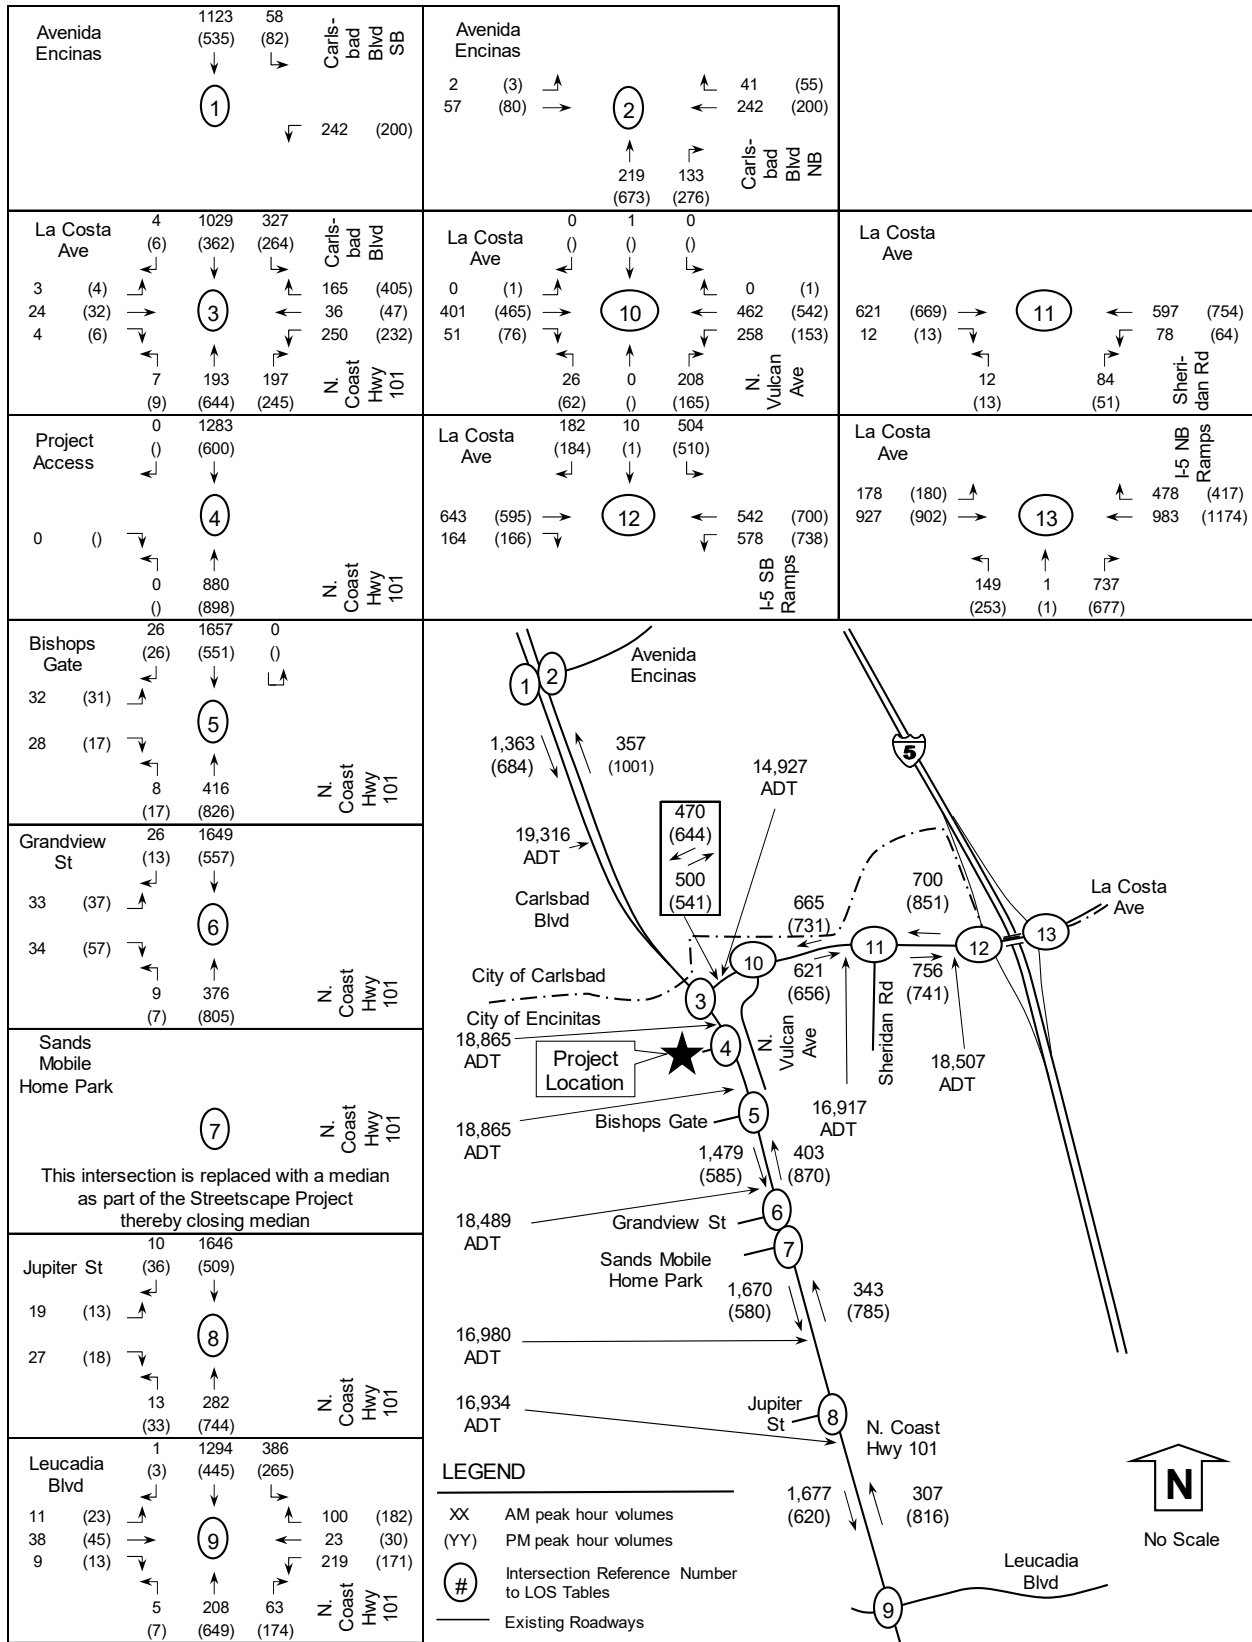 Avenida
Encinas
1123 58
(535) (82)
Carls-
bad
Blvd
SB
1
242 (200)
Avenida
Encinas
2 (3)
57 (80)
2
41 (55)
242 (200)
219 133
(673) (276)
Carls-
bad
Blvd
NB
La Costa
Ave
4 1029 327
(6) (362) (264)
Carls-
bad
Blvd
3 (4)
24 (32)
4 (6)
3
165 (405)
36 (47)
250 (232)
7 193 197
(9) (644) (245)
N.
Coast
Hwy
101
La Costa
Ave
0 1 0
() () ()
0 (1)
401 (465)
51 (76)
10
0 (1)
462 (542)
258 (153)
26 0 208
(62) () (165)
N.
Vulcan
Ave
La Costa
Ave
621 (669)
12 (13)
11
597 (754)
78 (64)
12 84
(13) (51)
Sheri-
dan Rd
Project
Access
0 1283
() (600)
4
0 ()
0 880
() (898)
N.
Coast
Hwy
101
La Costa
Ave
182 10 504
(184) (1) (510)
643 (595)
164 (166)
12
542 (700)
578 (738)
I-5 SB
Ramps
La Costa
Ave
I-5 NB
Ramps
178 (180)
927 (902)
13
478 (417)
983 (1174)
149 1 737
(253) (1) (677)
Bishops
Gate
26 1657 0
(26) (551) ()
32 (31)
5
28 (17)
8 416
(17) (826)
N.
Coast
Hwy
101
Grandview
St
26 1649
(13) (557)
33 (37)
6
34 (57)
9 376
(7) (805)
N.
Coast
Hwy
101
Sands
Mobile
Home Park
7
N.
Coast
Hwy
101
This intersection is replaced with a median
as part of the Streetscape Project
thereby closing median
Jupiter St
10 1646
(36) (509)
19 (13)
8
27 (18)
13 282
(33) (744)
N.
Coast
Hwy
101
Leucadia
Blvd
1 1294 386
(3) (445) (265)
11 (23)
38 (45)
9 (13)
9
100 (182)
23 (30)
219 (171)
5 208 63
(7) (649) (174)
N.
Coast
Hwy
101
Avenida
Encinas
1
2
1,363
(684)
357
(1001)
14,927
ADT
5
19,316
ADT
470
(644)
500
(541)
Carlsbad
Blvd
665
(731)
700
(851)
La Costa
Ave
10
11
12
13
621
(656)
756
(741)
City of Carlsbad
3
City of Encinitas
18,865
ADT
Project
Location
4
N.
Vulcan
Ave
Sheridan Rd
18,507
ADT
16,917
ADT
18,865
ADT
Bishops Gate
5
1,479
(585)
403
(870)
18,489
ADT
Grandview St
6
Sands Mobile
Home Park
7
1,670
(580)
343
(785)
16,980
ADT
16,934
ADT
Jupiter
St
8
N. Coast
Hwy 101
1,677
(620)
307
(816)
Leucadia
Blvd
9
N
No Scale
LEGEND
XX AM peak hour volumes
(YY) PM peak hour volumes
# Intersection Reference Number
to LOS Tables
Existing Roadways